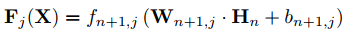 F_j(X) = f_{n+1,j} (W_{n+1,j} · H_n + b_{n+1,j})